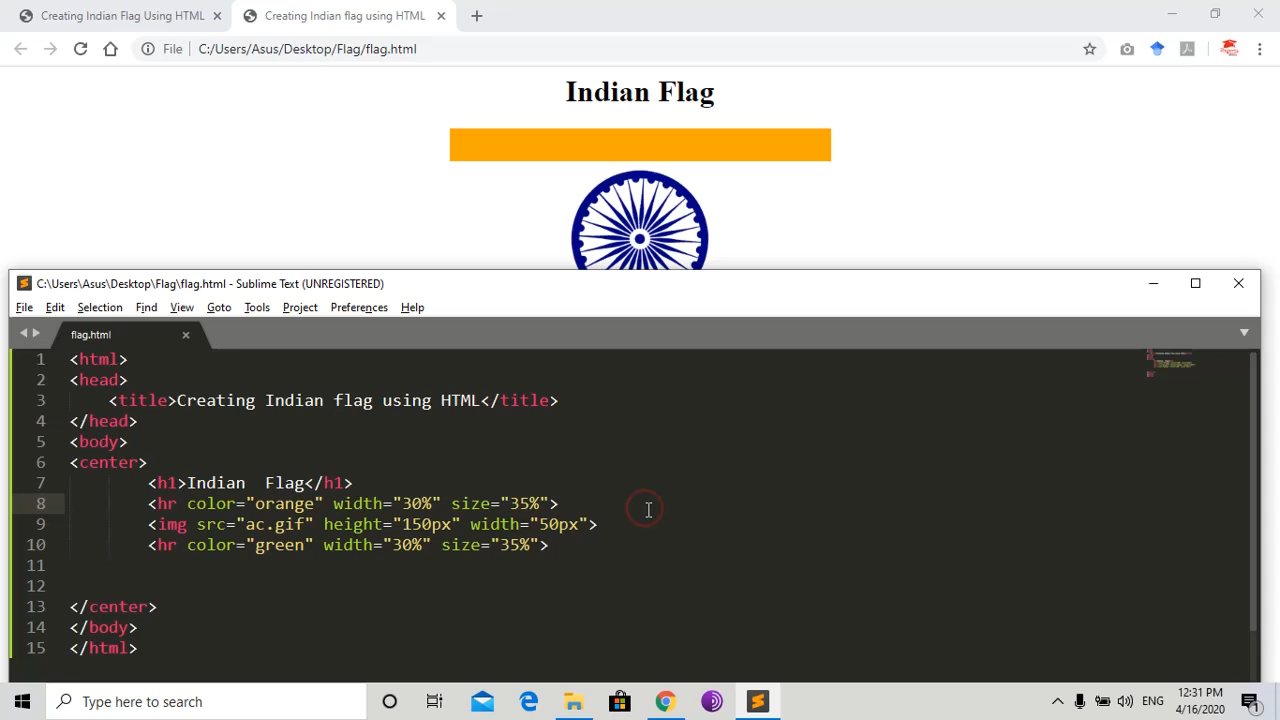 Creating Indian Flag Using HTML
Creating Indian flag using HTML
File C:/Users/Asus/Desktop/Flag/flag.html
Indian Flag
C:\Users\Asus\Desktop\Flag\flag.html - Sublime Text (UNREGISTERED)
File Edit Selection Find View Goto Tools Project Preferences Help
flag.html
1 <html>
2 <head>
3 <title>Creating Indian flag using HTML</title>
4 </head>
5 <body>
6 <center>
7 <h1>Indian  Flag</h1>
8 <hr color="orange" width="30%" size="35%">
9 <img src="ac.gif" height="150px" width="50px">
10 <hr color="green" width="30%" size="35%">
11
12
13 </center>
14 </body>
15 </html>
Type here to search
ENG
12:31 PM
4/16/2020
1